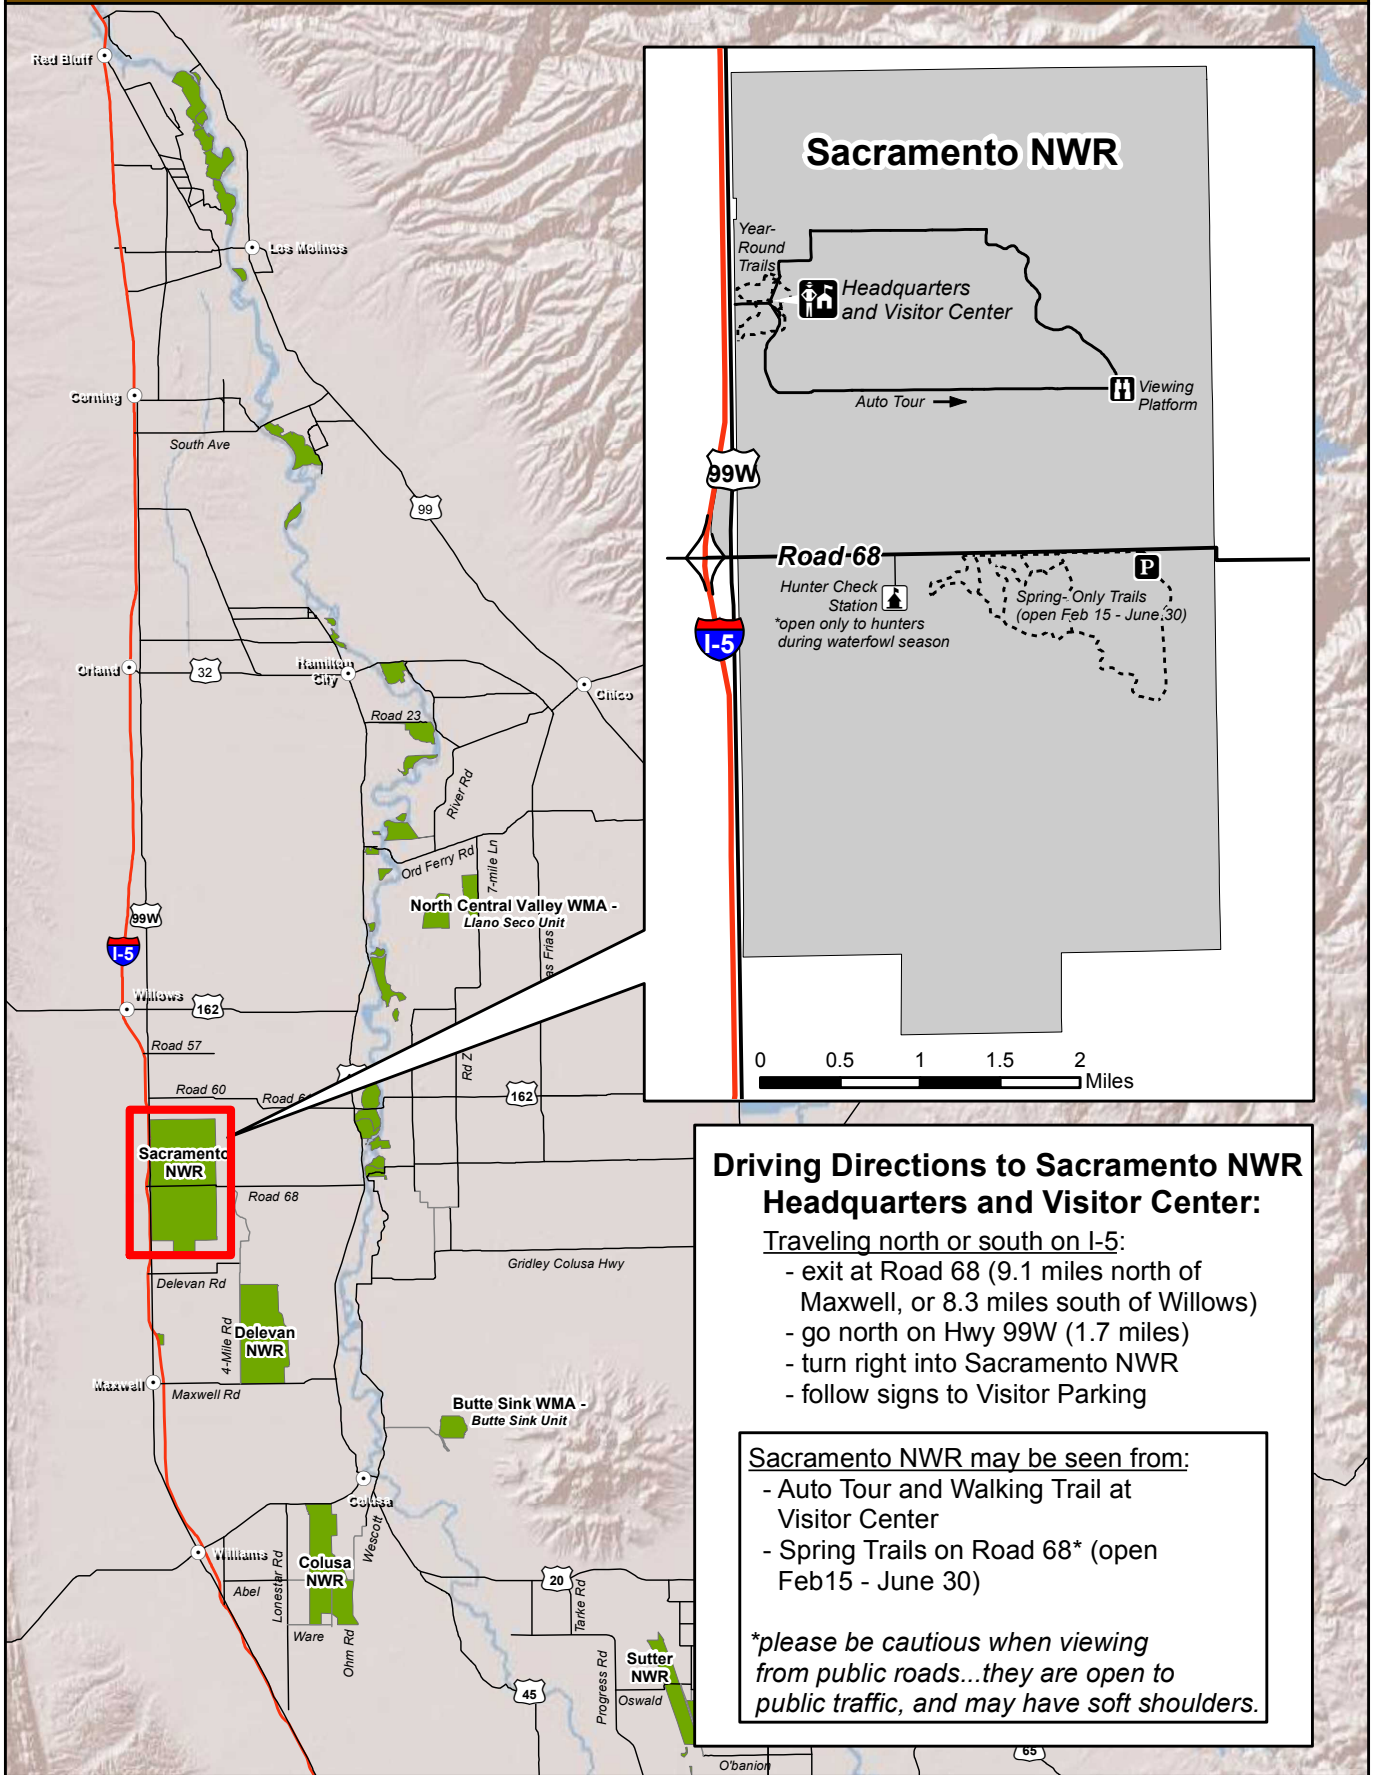 Red Bluff
Los Molinos
Corning
South Ave
99
Orland
32
Hamilton
City
Chico
Road 23
River Rd
Ord Ferry Rd
7-mile Ln
North Central Valley WMA -
Llano Seco Unit
99W
I-5
as Frias
Willows
162
Road 57
Rd Z
Road 60
Road 6
162
Sacramento
NWR
Road 68
Gridley Colusa Hwy
Delevan Rd
4-Mile Rd
Delevan
NWR
Maxwell
Maxwell Rd
Butte Sink WMA -
Butte Sink Unit
Colusa
Wescott
Williams
Lonestar Rd
Colusa
NWR
Abel
Ware
Ohm Rd
20
Tarke Rd
45
Progress Rd
Sutter
NWR
Oswald
O'banion
65
Sacramento NWR
Year-
Round
Trails
Headquarters
and Visitor Center
Viewing
Platform
Auto Tour
99W
Road 68
P
Hunter Check
Station
*open only to hunters
during waterfowl season
Spring- Only Trails
(open Feb 15 - June 30)
I-5
0 0.5 1 1.5 2
Miles
Driving Directions to Sacramento NWR
Headquarters and Visitor Center:
Traveling north or south on I-5:
- exit at Road 68 (9.1 miles north of
Maxwell, or 8.3 miles south of Willows)
- go north on Hwy 99W (1.7 miles)
- turn right into Sacramento NWR
- follow signs to Visitor Parking
Sacramento NWR may be seen from:
- Auto Tour and Walking Trail at
Visitor Center
- Spring Trails on Road 68* (open
Feb15 - June 30)
*please be cautious when viewing
from public roads...they are open to
public traffic, and may have soft shoulders.